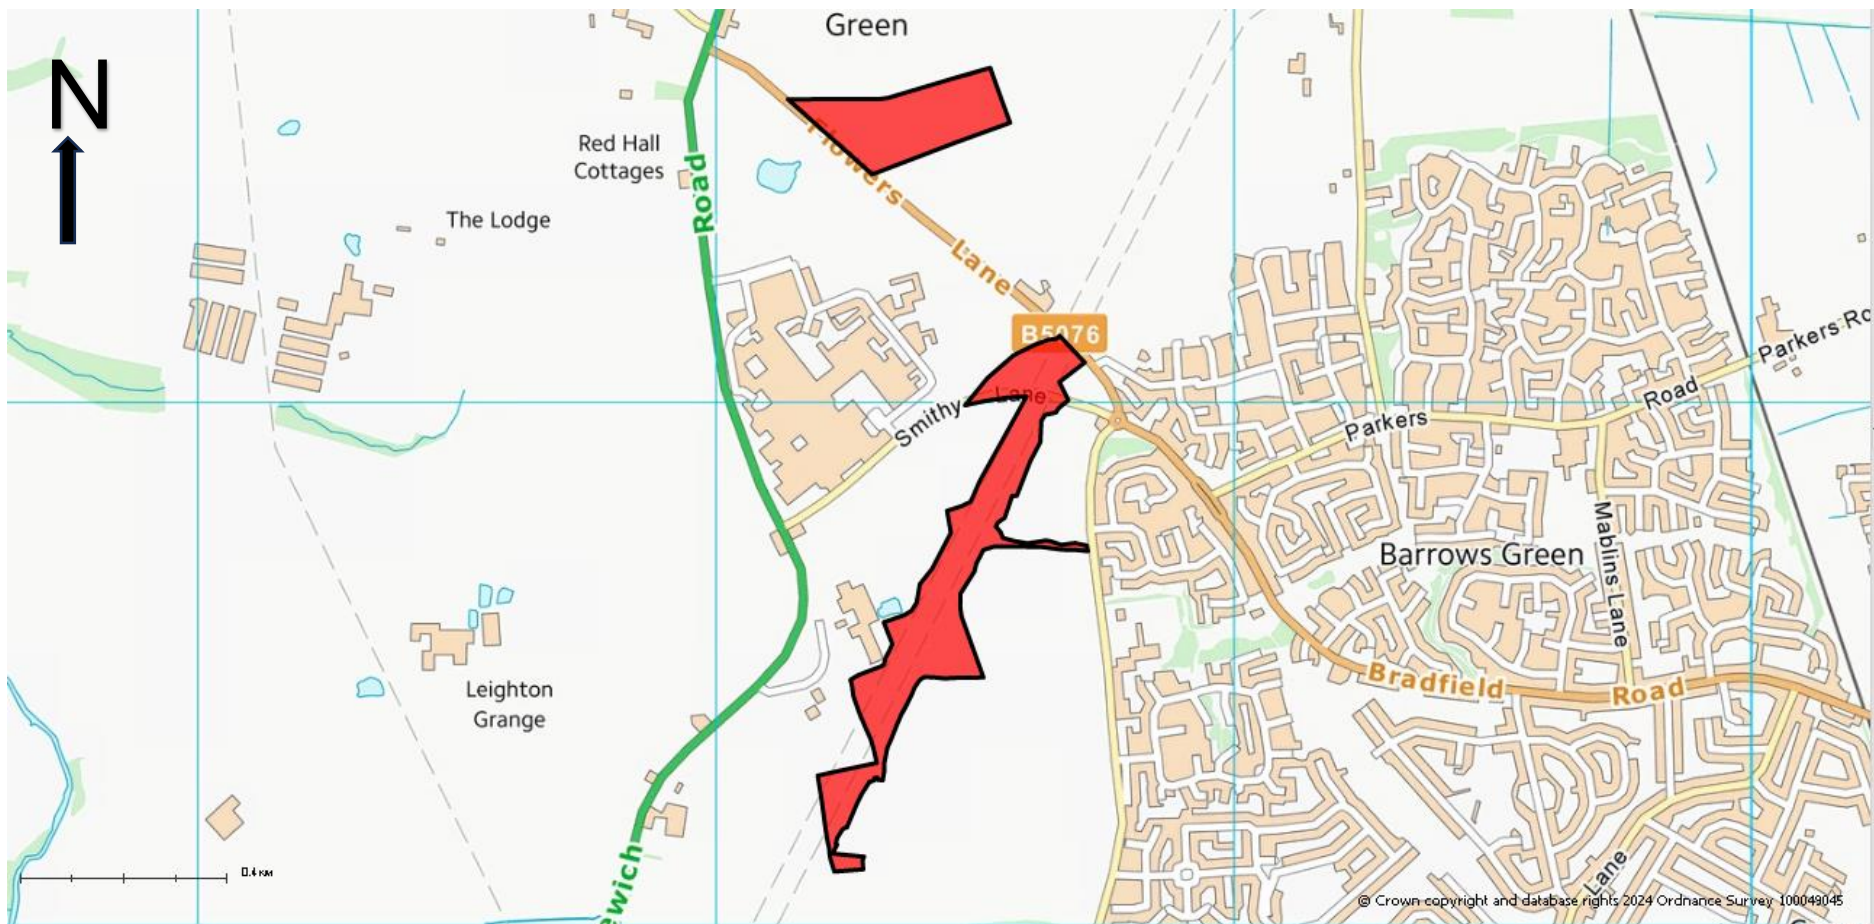 Green
N
Red Hall
Cottages
Road
Flowers
Lane
The Lodge
B5076
Smithy
Lane
Parkers Ro
Road
Parkers
Mablins Lane
Barrows Green
Leighton
Grange
Bradfield
Road
ewich
Lane
0.4 KM
© Crown copyright and database rights 2024 Ordnance Survey 100049045